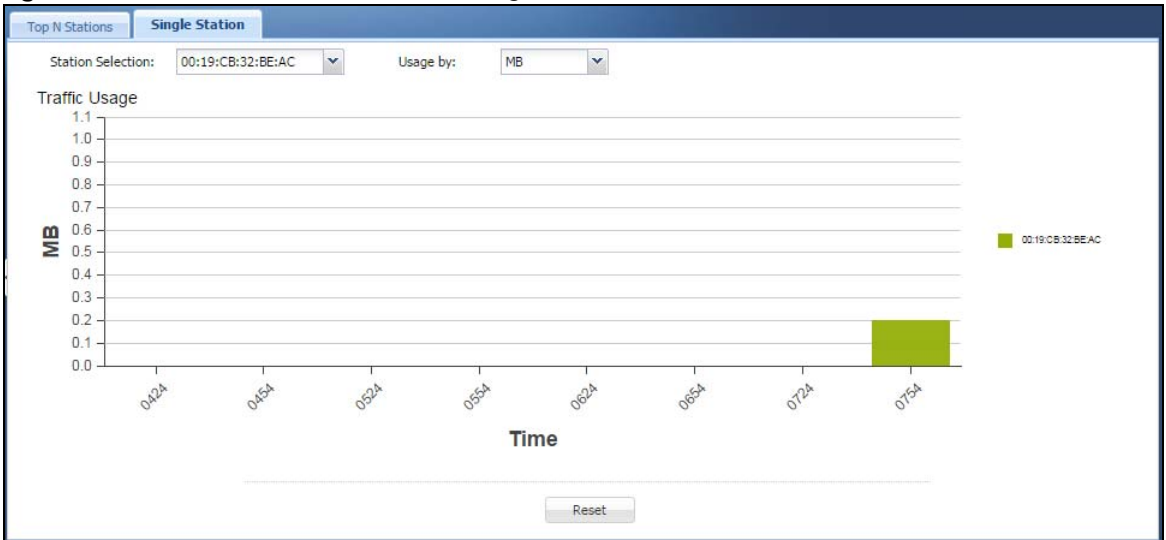 Top N Stations Single Station
Station Selection: 00:19:CB:32:BE:AC Usage by: MB
Traffic Usage
1.1
1.0
0.9
0.8
0.7
0.6
0.5
0.4
0.3
0.2
0.1
0.0
MB
00:19:CB:32:BE:AC
0424 0454 0524 0554 0624 0654 0724 0754
Time
Reset